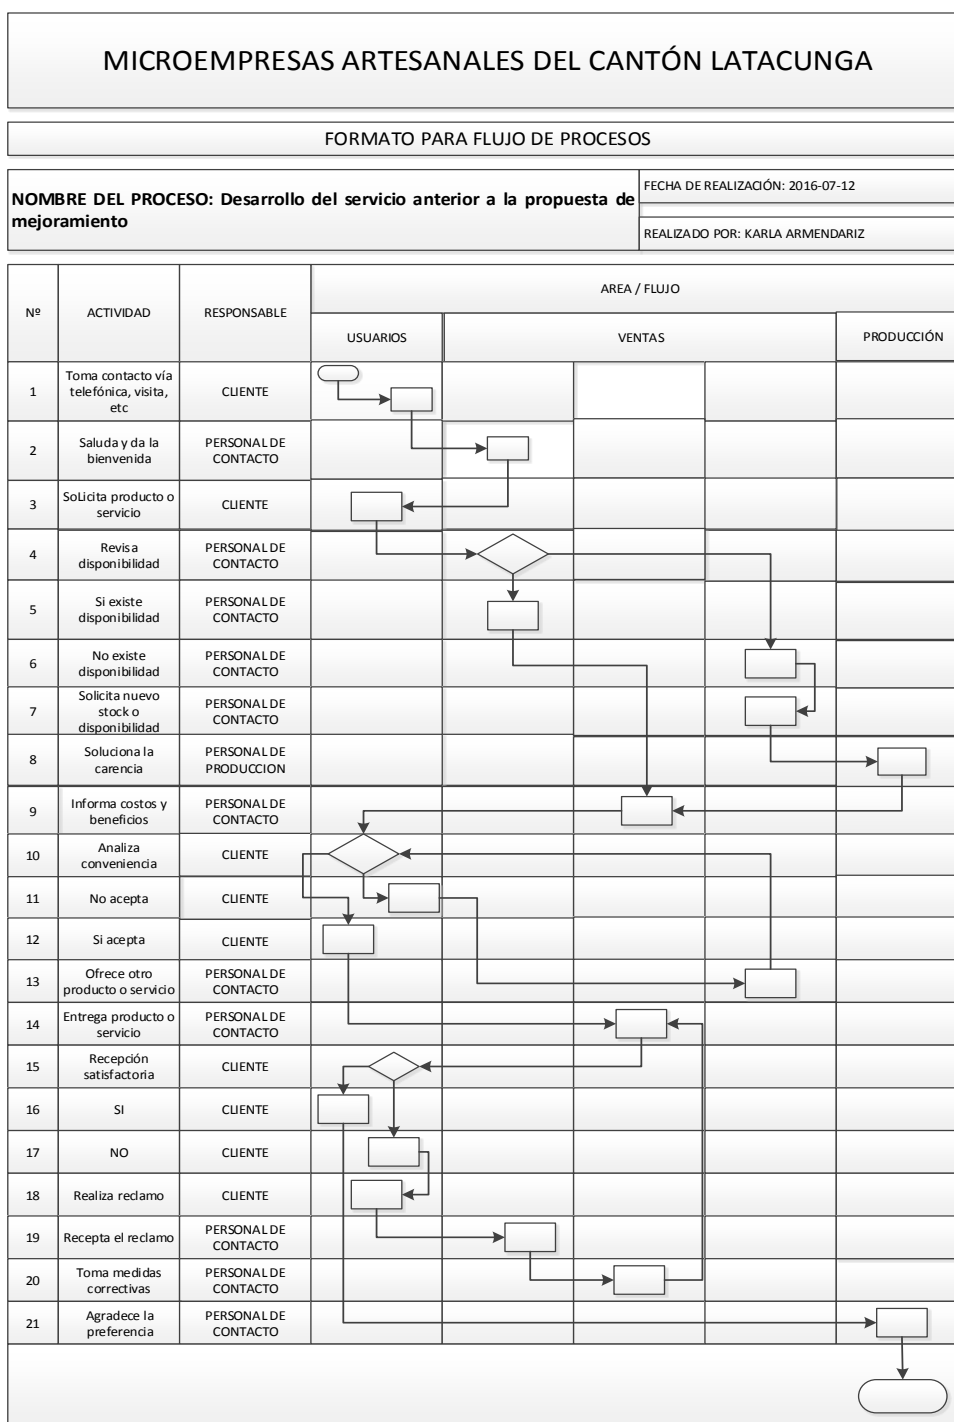 MICROEMPRESAS ARTESANALES DEL CANTÓN LATACUNGA
FORMATO PARA FLUJO DE PROCESOS
NOMBRE DEL PROCESO: Desarrollo del servicio anterior a la propuesta de
mejoramiento
FECHA DE REALIZACIÓN: 2016-07-12
REALIZADO POR: KARLA ARMENDARIZ
Nº
ACTIVIDAD
RESPONSABLE
AREA / FLUJO
USUARIOS
VENTAS
PRODUCCIÓN
1
Toma contacto vía
telefónica, visita,
etc
CLIENTE
2
Saluda y da la
bienvenida
PERSONAL DE
CONTACTO
3
SoLicita producto o
servicio
CLIENTE
4
Revisa
disponibilidad
PERSONAL DE
CONTACTO
5
Si existe
disponibilidad
PERSONAL DE
CONTACTO
6
No existe
disponibilidad
PERSONAL DE
CONTACTO
7
Solicita nuevo
stock o
disponibilidad
PERSONAL DE
CONTACTO
8
Soluciona la
carencia
PERSONAL DE
PRODUCCION
9
Informa costos y
beneficios
PERSONAL DE
CONTACTO
10
Analiza
conveniencia
CLIENTE
11
No acepta
CLIENTE
12
Si acepta
CLIENTE
13
Ofrece otro
producto o servicio
PERSONAL DE
CONTACTO
14
Entrega producto o
servicio
PERSONAL DE
CONTACTO
15
Recepción
satisfactoria
CLIENTE
16
SI
CLIENTE
17
NO
CLIENTE
18
Realiza reclamo
CLIENTE
19
Recepta el reclamo
PERSONAL DE
CONTACTO
20
Toma medidas
correctivas
PERSONAL DE
CONTACTO
21
Agradece la
preferencia
PERSONAL DE
CONTACTO